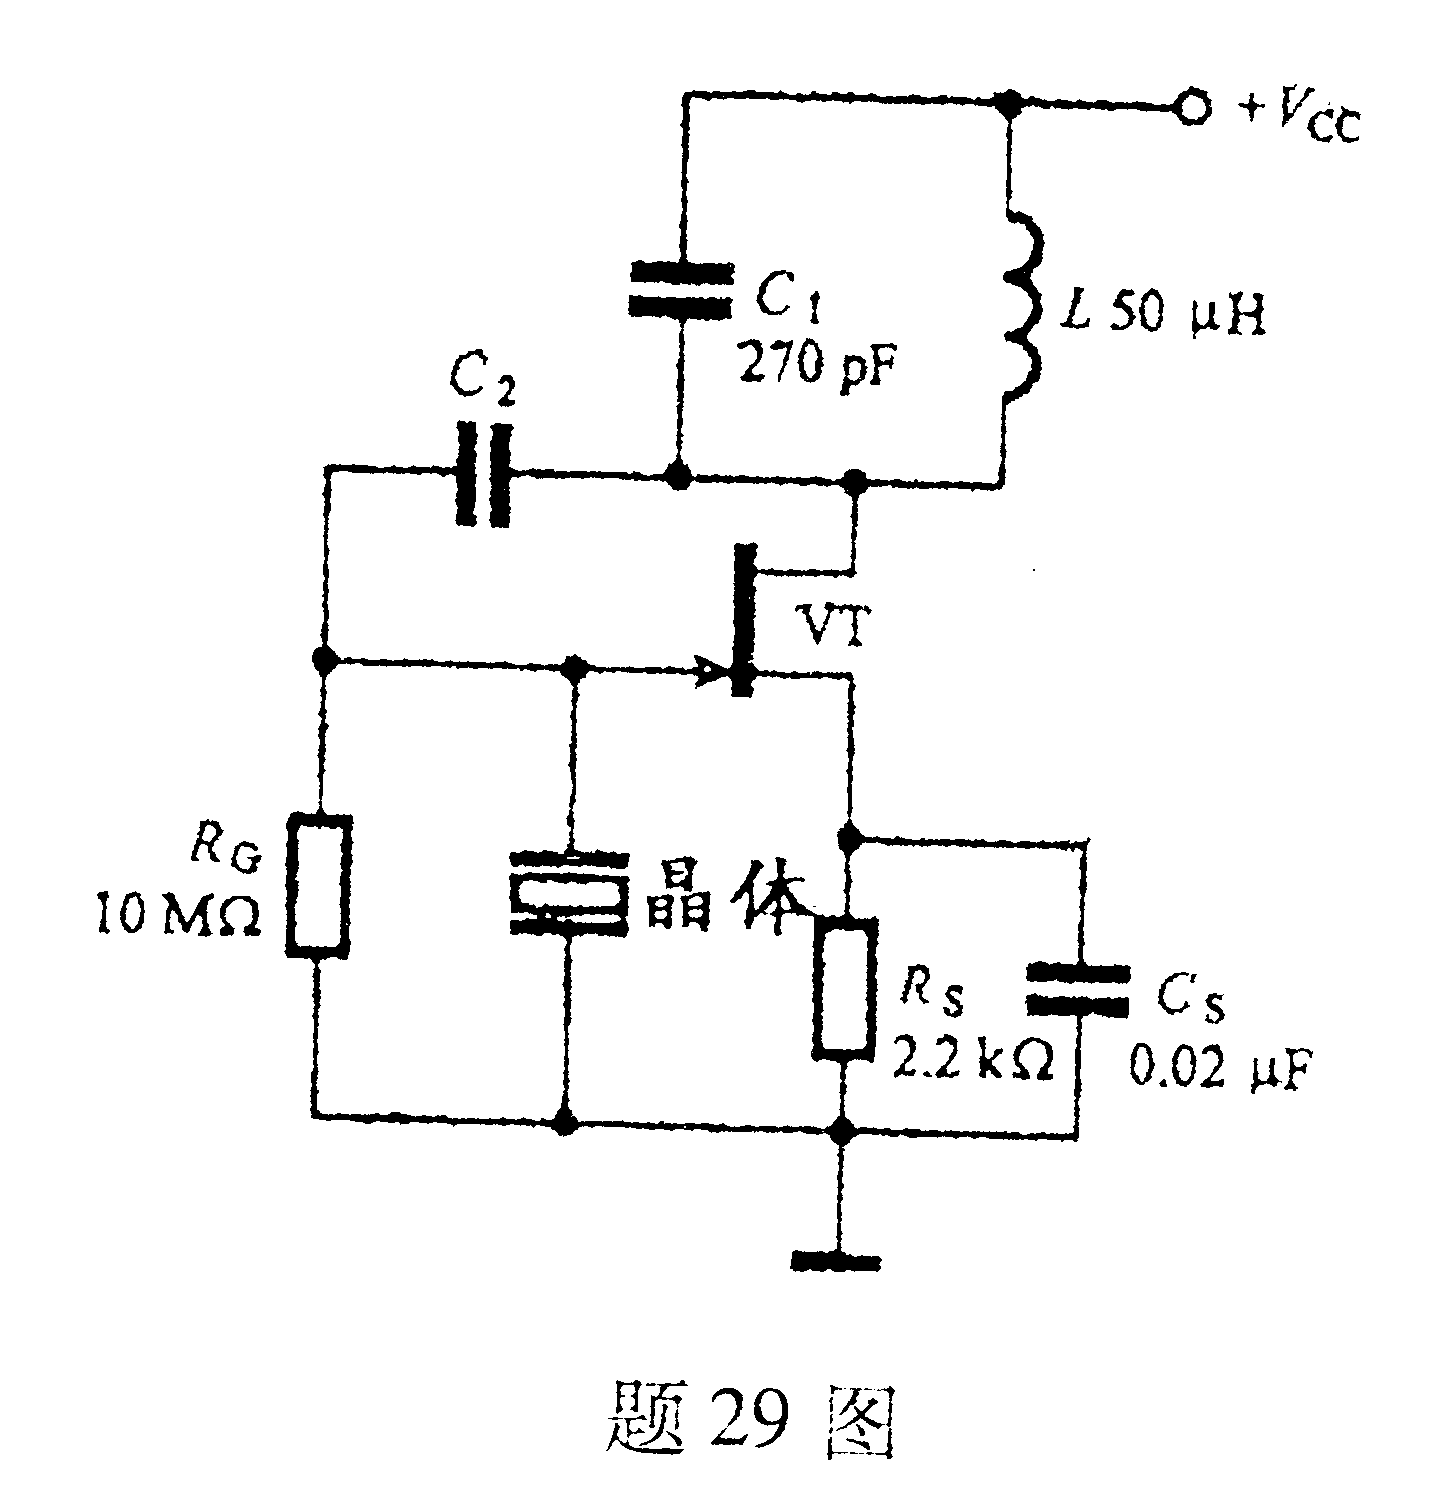 +V_CC
C_1
270 pF
L 50 μH
C_2
VT
R_G
10 MΩ
晶体
R_S
2.2 kΩ
C_S
0.02 μF
题 29 图